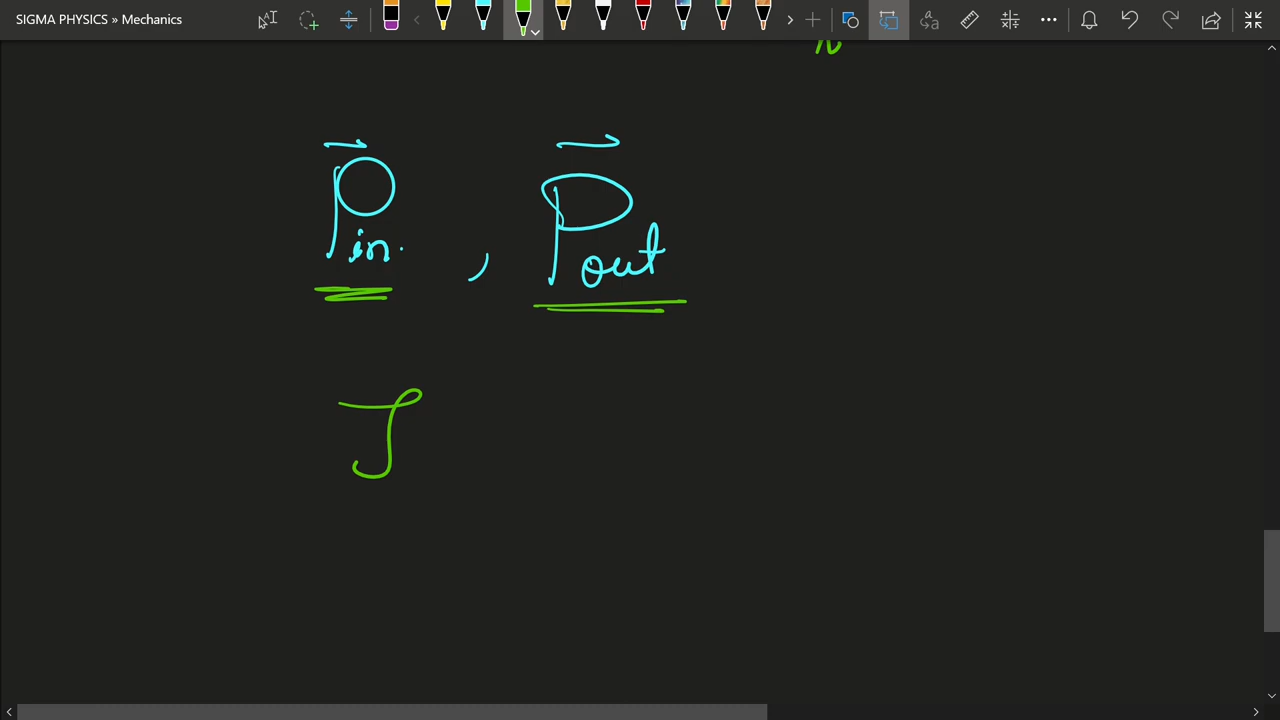 SIGMA PHYSICS » Mechanics
P⃗in. , P⃗out
J